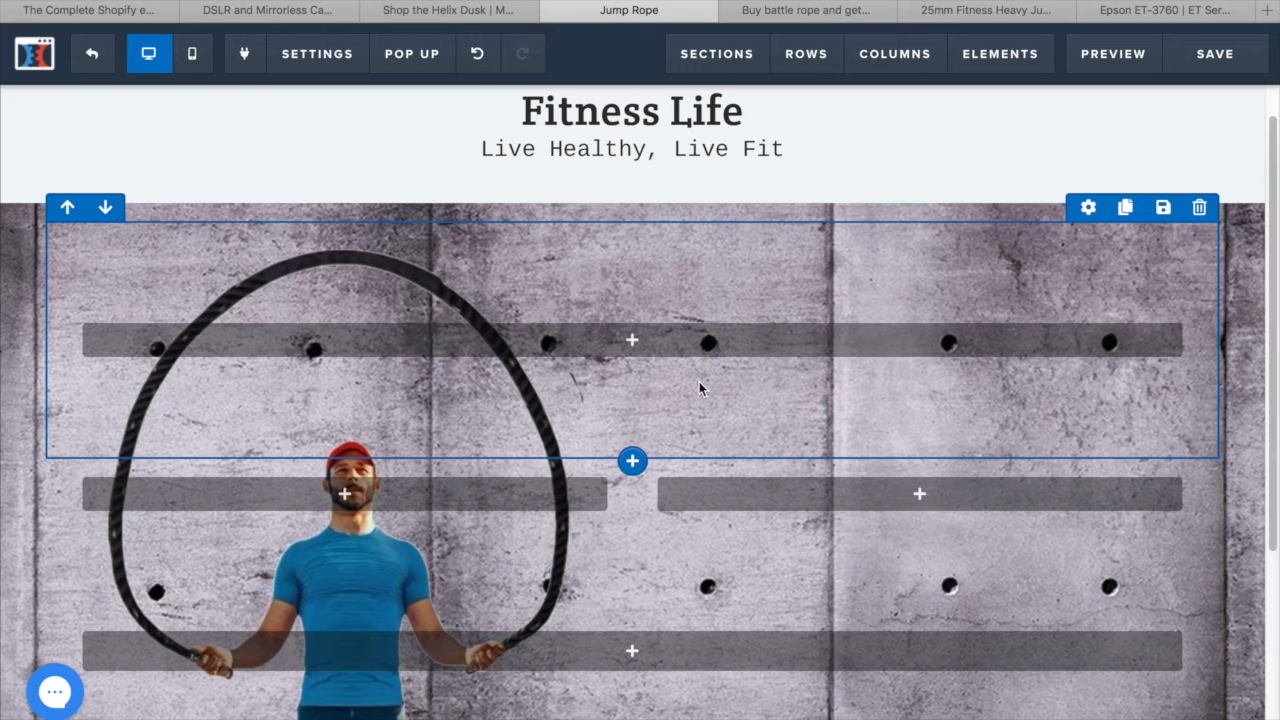 The Complete Shopify e...
DSLR and Mirrorless Ca...
Shop the Helix Dusk | M...
Jump Rope
Buy battle rope and get...
25mm Fitness Heavy Ju...
Epson ET-3760 | ET Ser...
SETTINGS
POP UP
SECTIONS
ROWS
COLUMNS
ELEMENTS
PREVIEW
SAVE
Fitness Life
Live Healthy, Live Fit